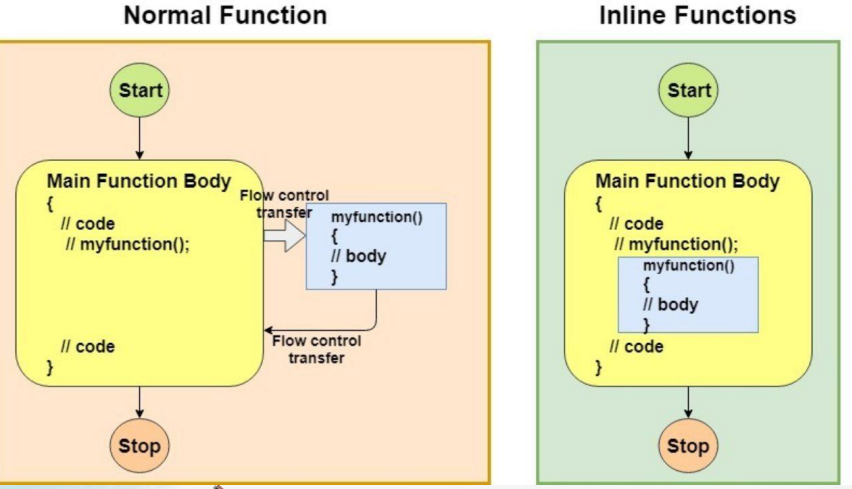 Normal Function
Start
Main Function Body
{
// code
// myfunction();
// code
}
Flow control
transfer
myfunction()
{
// body
}
Flow control
transfer
Stop
Inline Functions
Start
Main Function Body
{
// code
// myfunction();
myfunction()
{
// body
}
// code
}
Stop